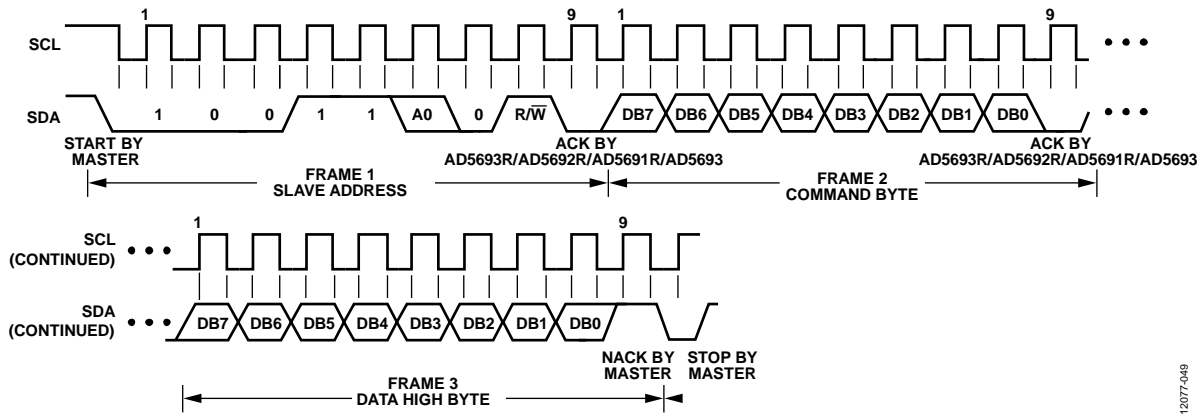 1 9 1 9
SCL
SDA 1 0 0 1 1 A0 0 R/W̅ DB7 DB6 DB5 DB4 DB3 DB2 DB1 DB0
START BY
MASTER
ACK BY
AD5693R/AD5692R/AD5691R/AD5693
ACK BY
AD5693R/AD5692R/AD5691R/AD5693
FRAME 1
SLAVE ADDRESS
FRAME 2
COMMAND BYTE
1 9
SCL
(CONTINUED)
SDA
(CONTINUED)
DB7 DB6 DB5 DB4 DB3 DB2 DB1 DB0
NACK BY
MASTER
STOP BY
MASTER
FRAME 3
DATA HIGH BYTE
12077-049